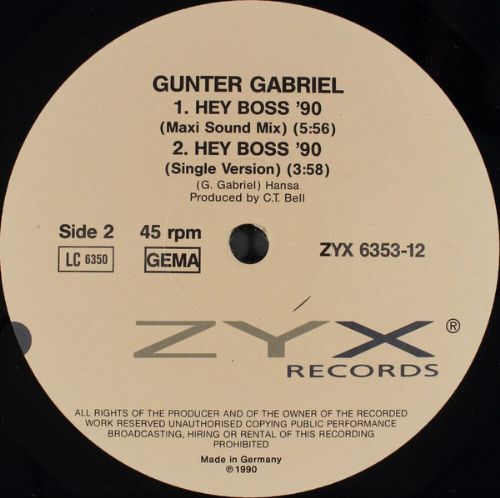 GUNTER GABRIEL
1. HEY BOSS '90
(Maxi Sound Mix) (5:56)
2. HEY BOSS '90
(Single Version) (3:58)
(G. Gabriel) Hansa
Produced by C.T. Bell
Side 2 45 rpm
ZYX 6353-12
LC 6350 GEMA
ZYX ®
RECORDS
ALL RIGHTS OF THE PRODUCER AND OF THE OWNER OF THE RECORDED
WORK RESERVED UNAUTHORISED COPYING PUBLIC PERFORMANCE
BROADCASTING, HIRING OR RENTAL OF THIS RECORDING
PROHIBITED
Made in Germany
℗ 1990